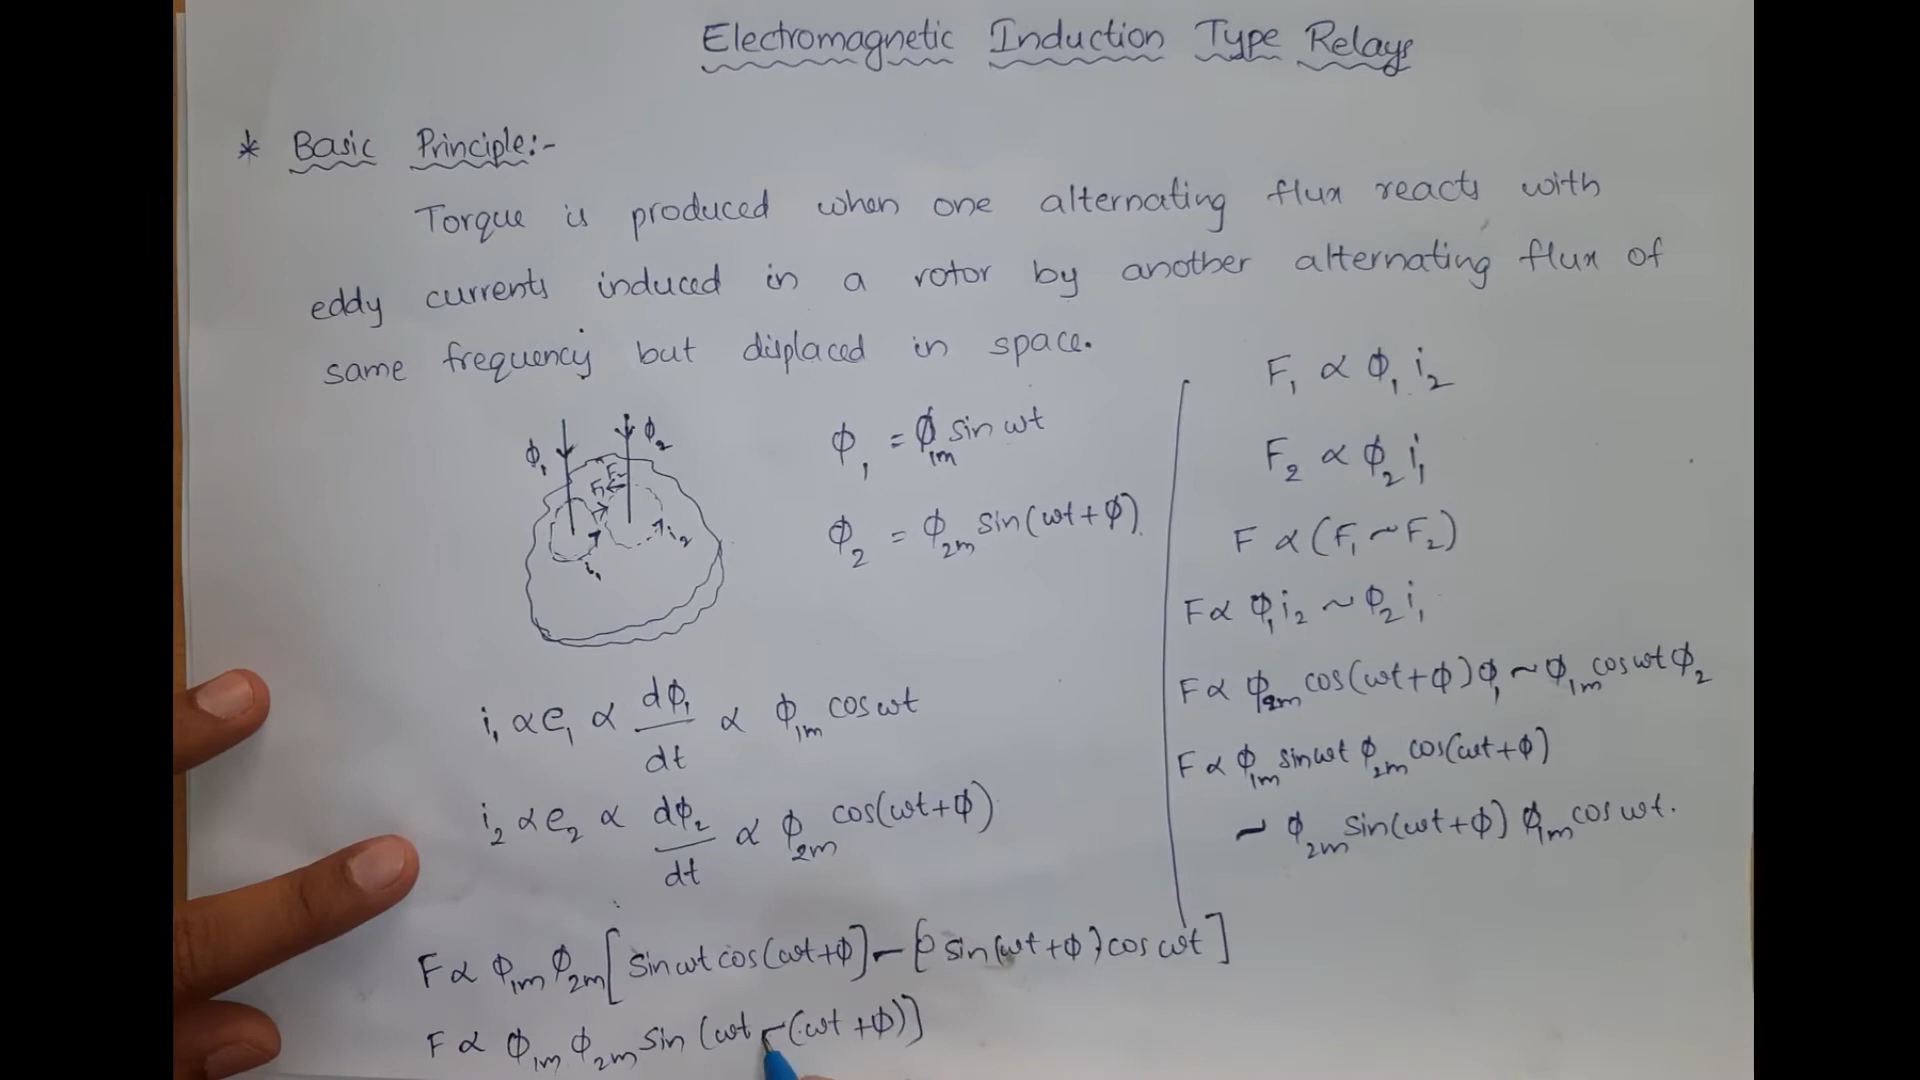 Electromagnetic Induction Type Relays
* Basic Principle:-
Torque is produced when one alternating flux reacts with
eddy currents induced in a rotor by another alternating flux of
same frequency but displaced in space.
ϕ₁ ϕ₂
F₂
F₁
i₂
i₁
ϕ₁ = ϕ₁m sin ωt
ϕ₂ = ϕ₂m sin(ωt+ϕ)
i₁ ∝ e₁ ∝ dϕ₁/dt ∝ ϕ₁m cos ωt
i₂ ∝ e₂ ∝ dϕ₂/dt ∝ ϕ₂m cos(ωt+ϕ)
F₁ ∝ ϕ₁ i₂
F₂ ∝ ϕ₂ i₁
F ∝ (F₁ ~ F₂)
F ∝ ϕ₁ i₂ ~ ϕ₂ i₁
F ∝ ϕ₂m cos(ωt+ϕ) ϕ₁ ~ ϕ₁m cos ωt ϕ₂
F ∝ ϕ₁m sin ωt ϕ₂m cos(ωt+ϕ)
~ ϕ₂m sin(ωt+ϕ) ϕ₁m cos ωt.
F ∝ ϕ₁m ϕ₂m [sin ωt cos(ωt+ϕ] - [sin(ωt+ϕ) cos ωt]
F ∝ ϕ₁m ϕ₂m sin (ωt - (ωt+ϕ)]